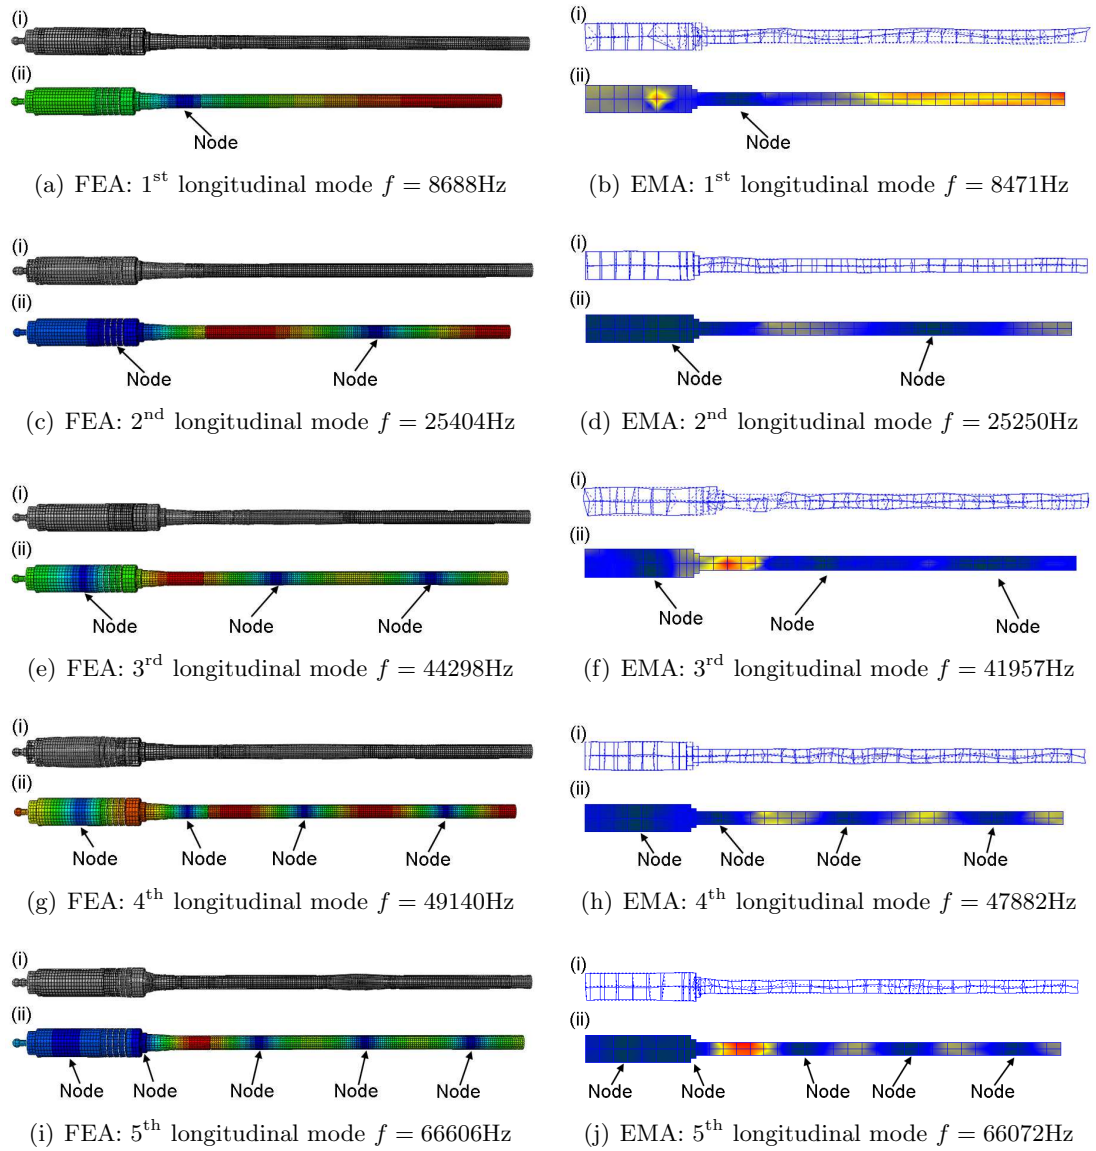 (i)
(ii)
Node
(a) FEA: 1st longitudinal mode f = 8688Hz
(i)
(ii)
Node
(b) EMA: 1st longitudinal mode f = 8471Hz
(i)
(ii)
Node Node
(c) FEA: 2nd longitudinal mode f = 25404Hz
(i)
(ii)
Node Node
(d) EMA: 2nd longitudinal mode f = 25250Hz
(i)
(ii)
Node Node Node
(e) FEA: 3rd longitudinal mode f = 44298Hz
(i)
(ii)
Node Node Node
(f) EMA: 3rd longitudinal mode f = 41957Hz
(i)
(ii)
Node Node Node Node
(g) FEA: 4th longitudinal mode f = 49140Hz
(i)
(ii)
Node Node Node Node
(h) EMA: 4th longitudinal mode f = 47882Hz
(i)
(ii)
Node Node Node Node Node
(i) FEA: 5th longitudinal mode f = 66606Hz
(i)
(ii)
Node Node Node Node Node
(j) EMA: 5th longitudinal mode f = 66072Hz